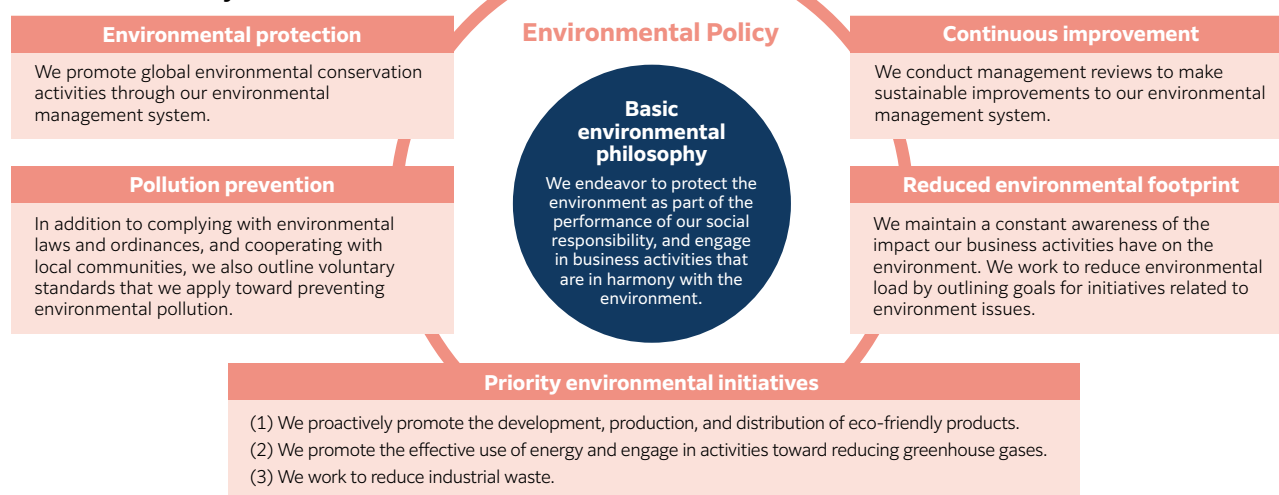 Environmental Policy
Environmental protection
We promote global environmental conservation
activities through our environmental
management system.
Continuous improvement
We conduct management reviews to make
sustainable improvements to our environmental
management system.
Basic
environmental
philosophy
We endeavor to protect the
environment as part of the
performance of our social
responsibility, and engage
in business activities that
are in harmony with the
environment.
Pollution prevention
In addition to complying with environmental
laws and ordinances, and cooperating with
local communities, we also outline voluntary
standards that we apply toward preventing
environmental pollution.
Reduced environmental footprint
We maintain a constant awareness of the
impact our business activities have on the
environment. We work to reduce environmental
load by outlining goals for initiatives related to
environment issues.
Priority environmental initiatives
(1) We proactively promote the development, production, and distribution of eco-friendly products.
(2) We promote the effective use of energy and engage in activities toward reducing greenhouse gases.
(3) We work to reduce industrial waste.